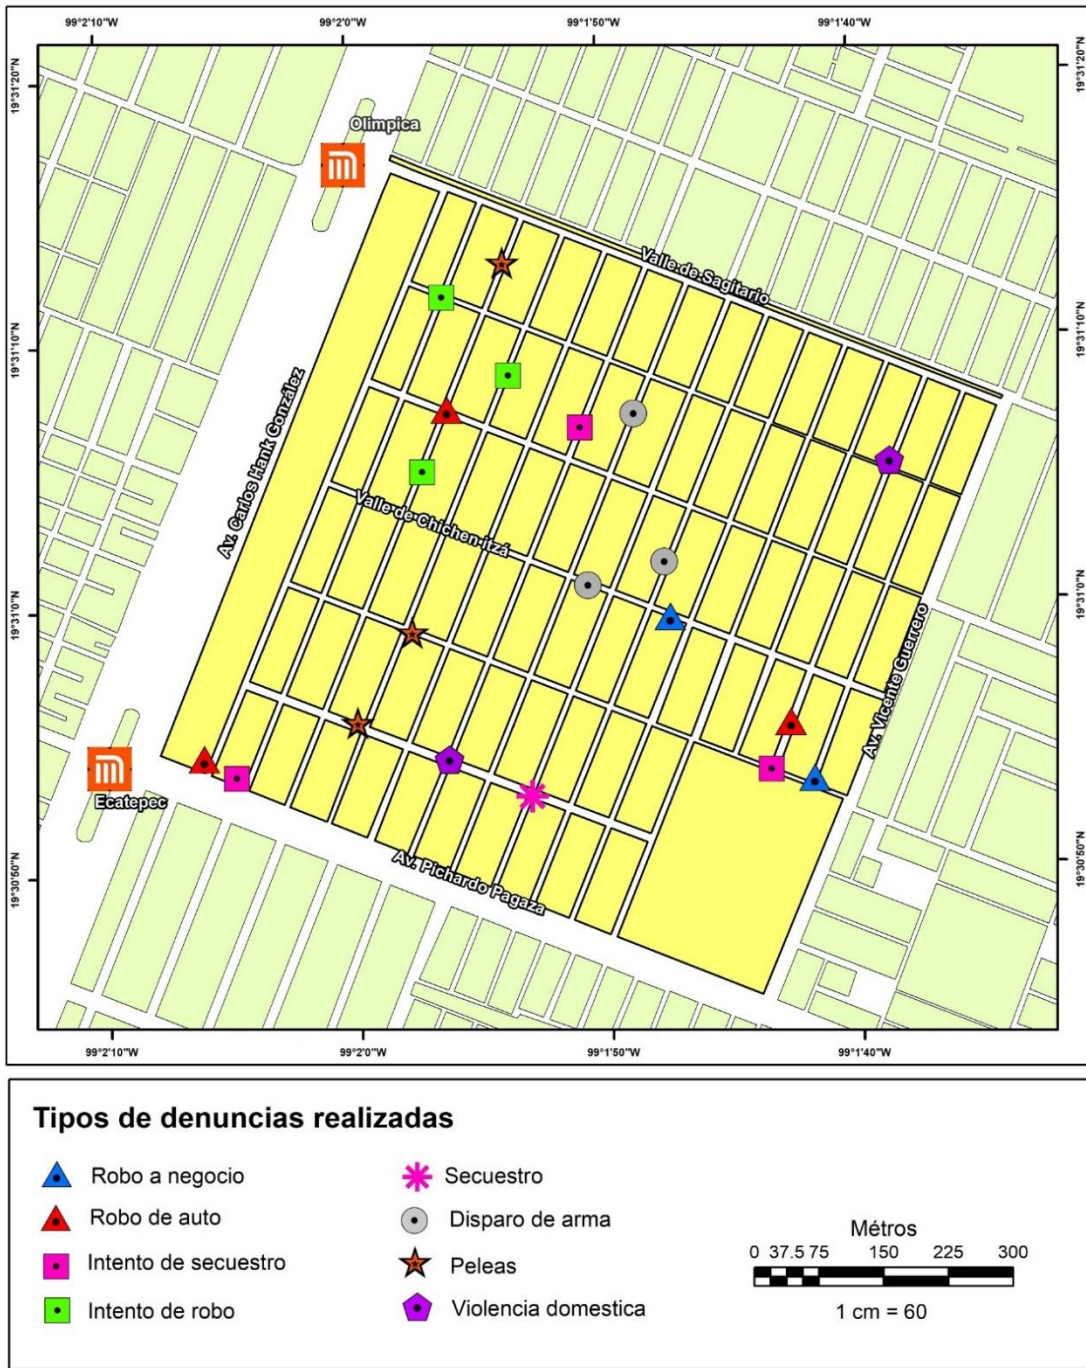 99°2'10"W 99°2'0"W 99°1'50"W 99°1'40"W
19°31'20"N
19°31'20"N
Olimpica
Valle de Sagitario
19°31'10"N
19°31'10"N
Av. Carlos Hank González
Valle de Chichen itzá
19°31'0"N
19°31'0"N
Av. Vicente Guerrero
Ecatepec
Av. Pichardo Pagaza
19°30'50"N
19°30'50"N
99°2'10"W 99°2'0"W 99°1'50"W 99°1'40"W
Tipos de denuncias realizadas
Robo a negocio
Robo de auto
Intento de secuestro
Intento de robo
Secuestro
Disparo de arma
Peleas
Violencia domestica
Métros
0 37.5 75 150 225 300
1 cm = 60